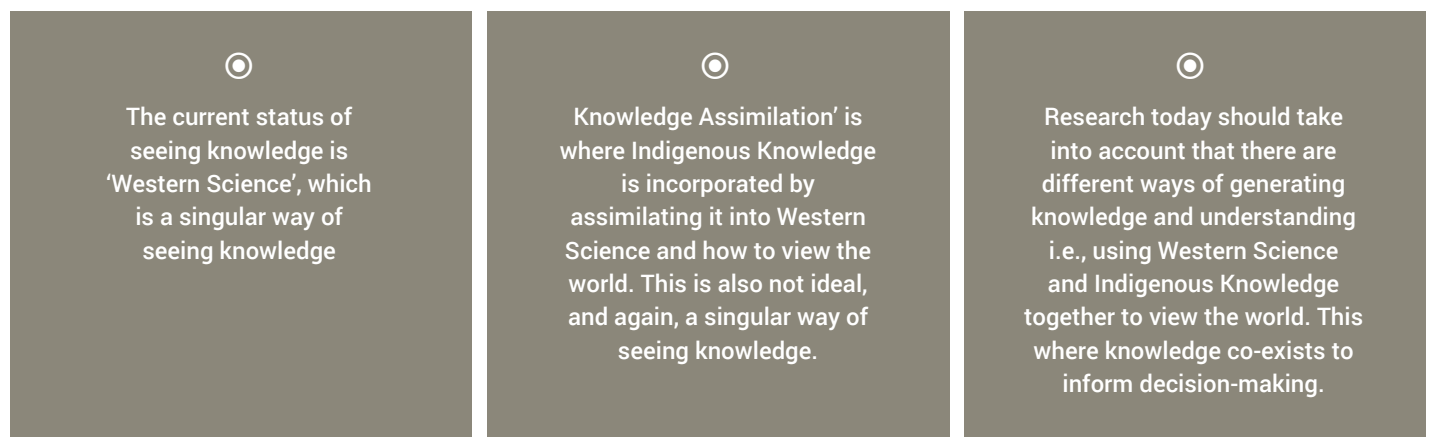 The current status of
seeing knowledge is
‘Western Science’, which
is a singular way of
seeing knowledge
Knowledge Assimilation’ is
where Indigenous Knowledge
is incorporated by
assimilating it into Western
Science and how to view the
world. This is also not ideal,
and again, a singular way of
seeing knowledge.
Research today should take
into account that there are
different ways of generating
knowledge and understanding
i.e., using Western Science
and Indigenous Knowledge
together to view the world. This
where knowledge co-exists to
inform decision-making.